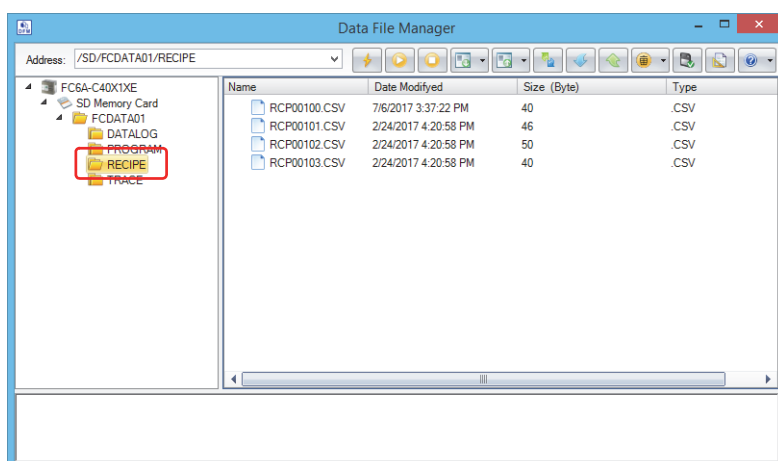 Data File Manager
Address: /SD/FCDATA01/RECIPE
FC6A-C40X1XE
SD Memory Card
FCDATA01
DATALOG
PROGRAM
RECIPE
TRACE
Name Date Modifyed Size (Byte) Type
RCP00100.CSV 7/6/2017 3:37:22 PM 40 .CSV
RCP00101.CSV 2/24/2017 4:20:58 PM 46 .CSV
RCP00102.CSV 2/24/2017 4:20:58 PM 50 .CSV
RCP00103.CSV 2/24/2017 4:20:58 PM 40 .CSV